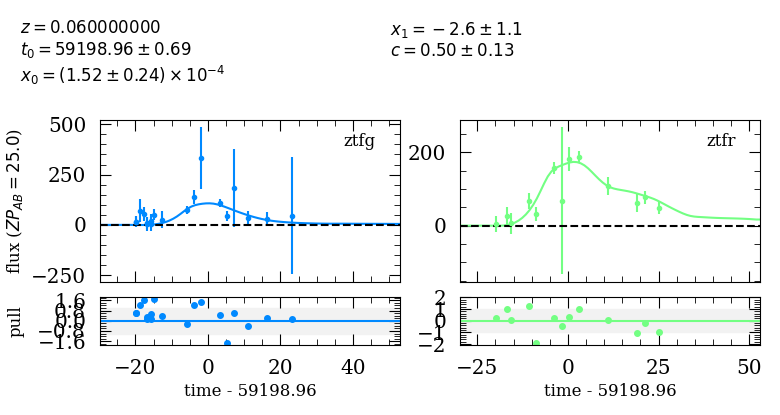 z = 0.060000000
t₀ = 59198.96 ± 0.69
x₀ = (1.52 ± 0.24) × 10⁻⁴
x₁ = −2.6 ± 1.1
c = 0.50 ± 0.13
flux (ZP_AB = 25.0)
500
250
0
−250
ztfg
200
0
ztfr
pull
1.6
0.8
0.0
−0.8
−1.6
2
1
0
−1
−2
−20 0 20 40
time - 59198.96
−25 0 25 50
time - 59198.96